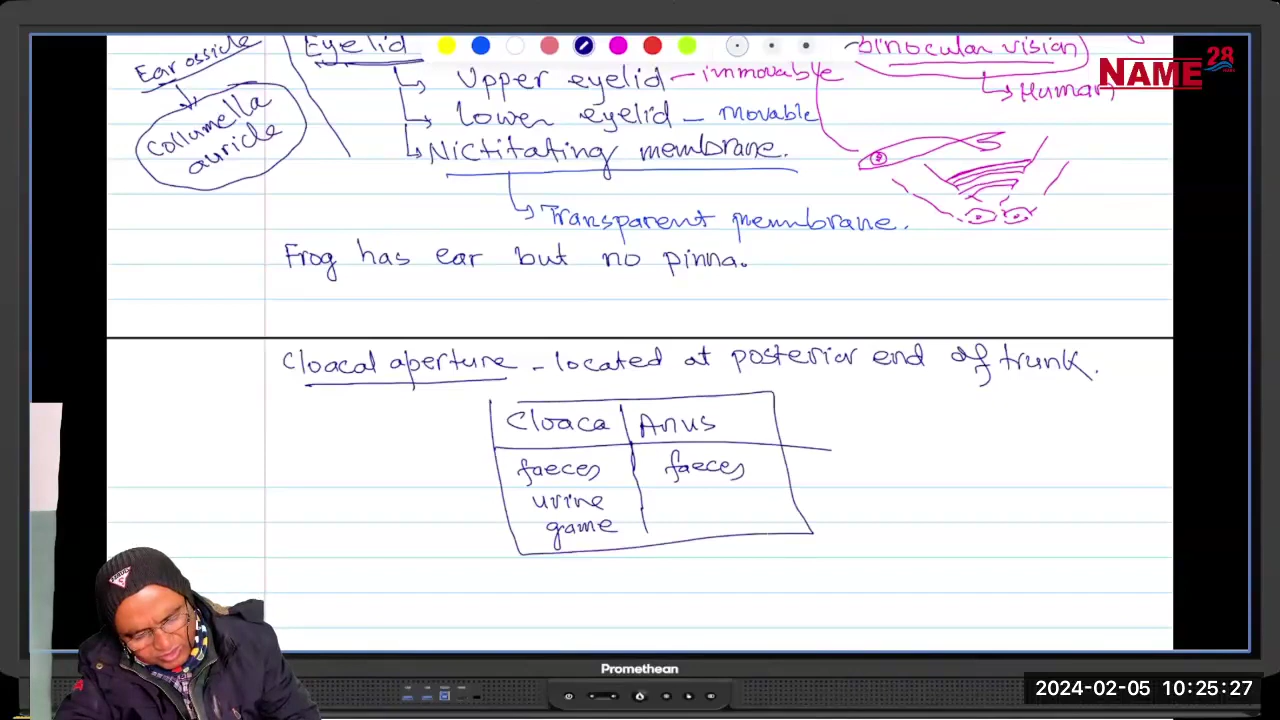 Ear ossicle
Collumella
auricle
Eyelid
Upper eyelid – immovable
Lower eyelid – movable
Nictitating membrane.
Transparent membrane.
binocular vision
Human
NAME 28
Frog has ear but no pinna.
Cloacal aperture – located at posterior end of trunk.
Cloaca | Anus
faeces | faeces
urine
game
Promethean
2024-02-05 10:25:27